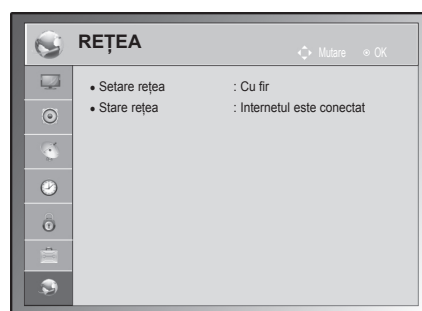 REȚEA
Mutare OK
• Setare rețea : Cu fir
• Stare rețea : Internetul este conectat